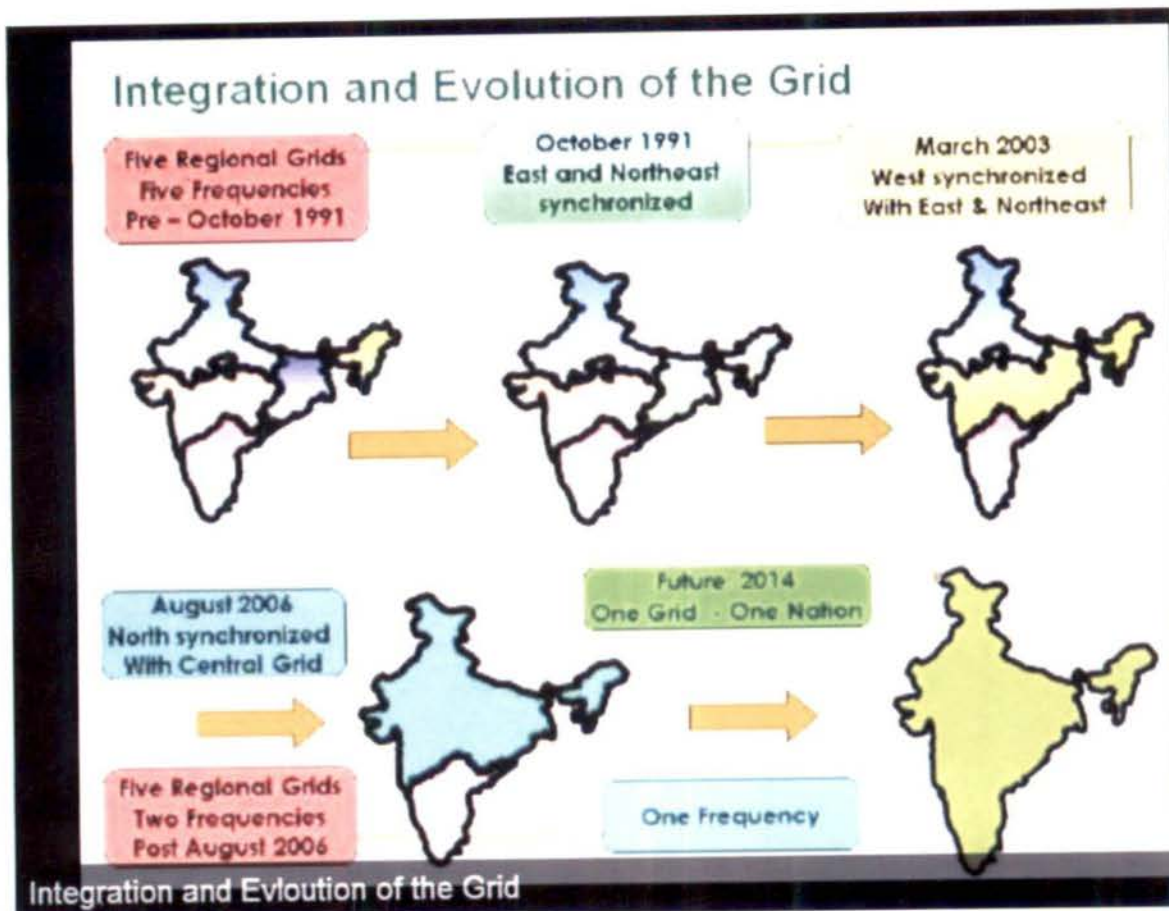 Integration and Evolution of the Grid
Five Regional Grids
Five Frequencies
Pre – October 1991
October 1991
East and Northeast
synchronized
March 2003
West synchronized
With East & Northeast
August 2006
North synchronized
With Central Grid
Future 2014
One Grid - One Nation
Five Regional Grids
Two Frequencies
Post August 2006
One Frequency
Integration and Evloution of the Grid